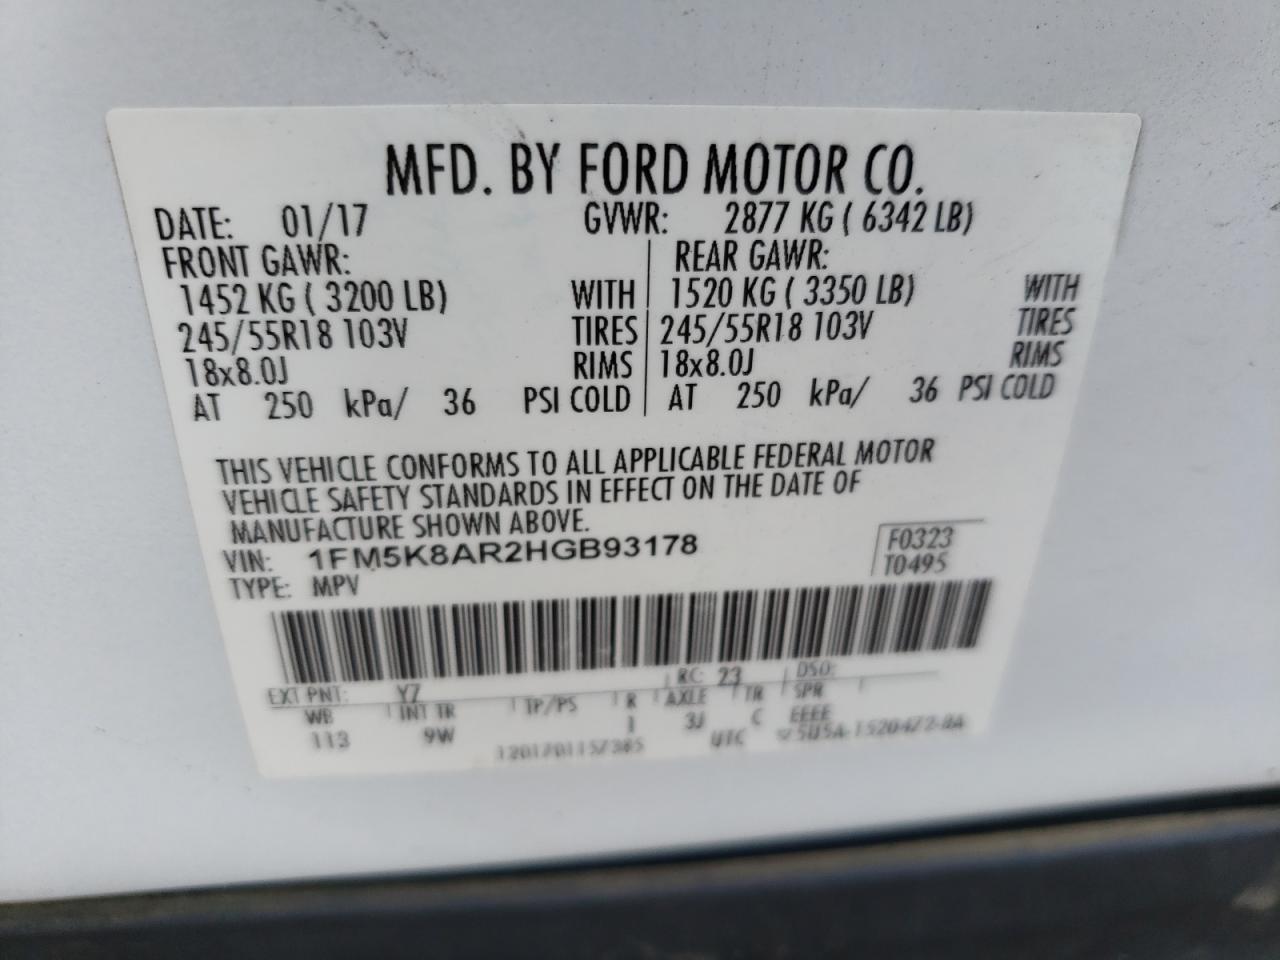 MFD. BY FORD MOTOR CO.
DATE: 01/17 GVWR: 2877 KG ( 6342 LB)
FRONT GAWR: REAR GAWR:
1452 KG ( 3200 LB) WITH 1520 KG ( 3350 LB) WITH
245/55R18 103V TIRES 245/55R18 103V TIRES
18x8.0J RIMS 18x8.0J RIMS
AT 250 kPa/ 36 PSI COLD AT 250 kPa/ 36 PSI COLD
THIS VEHICLE CONFORMS TO ALL APPLICABLE FEDERAL MOTOR
VEHICLE SAFETY STANDARDS IN EFFECT ON THE DATE OF
MANUFACTURE SHOWN ABOVE.
VIN: 1FM5K8AR2HGB93178 F0323
TYPE: MPV T0495
EXT PNT: YZ RC: 23 DSO:
WB INT TR TP/PS R AXLE TR SPR
113 9W I 3J C EEEE
UTC